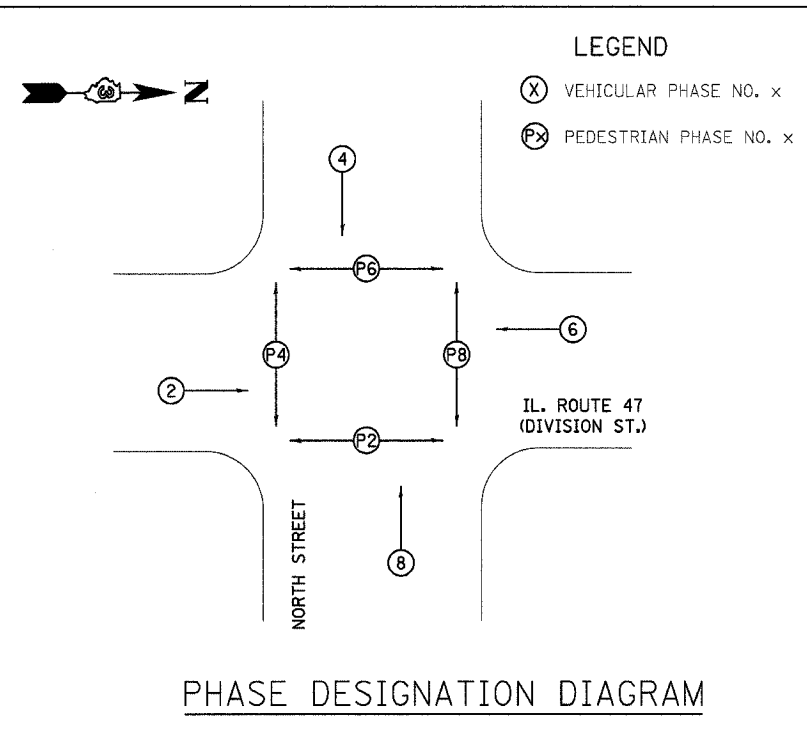 LEGEND
N
X VEHICULAR PHASE NO. x
Px PEDESTRIAN PHASE NO. x
4
P6
6
P4
P8
2
IL. ROUTE 47
(DIVISION ST.)
P2
NORTH STREET
8
PHASE DESIGNATION DIAGRAM